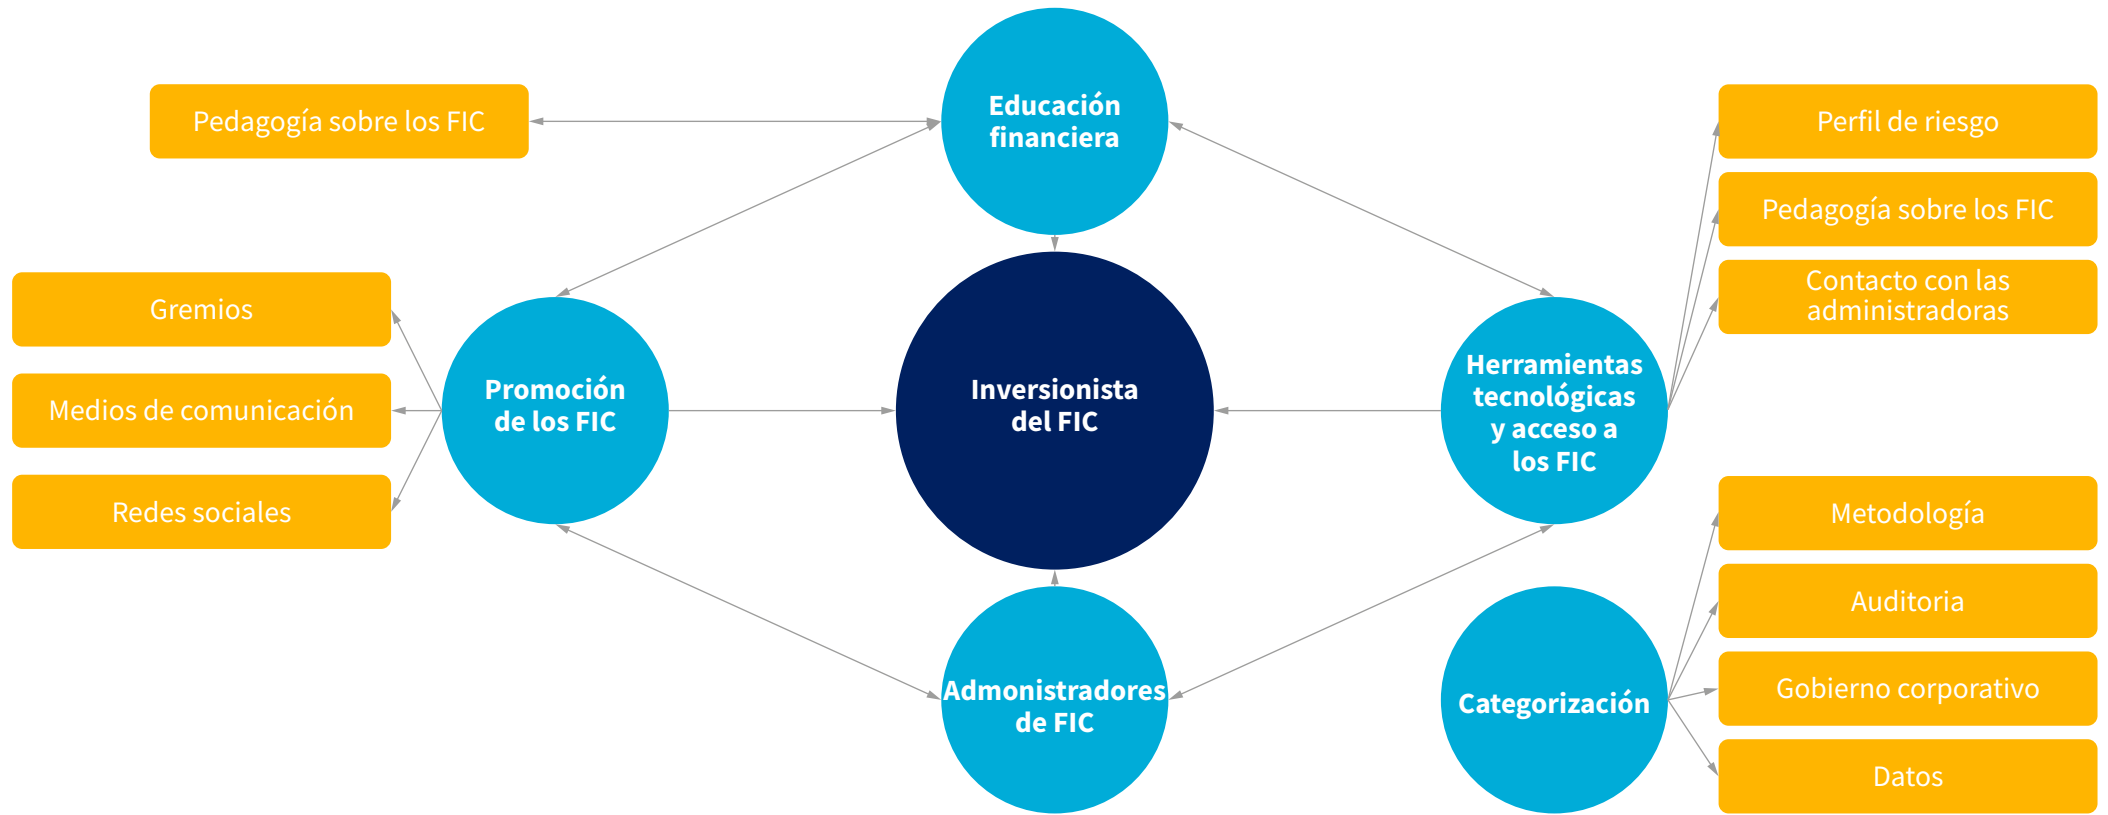 Educación
financiera
Pedagogía sobre los FIC
Perfil de riesgo
Pedagogía sobre los FIC
Contacto con las
administradoras
Gremios
Medios de comunicación
Redes sociales
Promoción
de los FIC
Inversionista
del FIC
Herramientas
tecnológicas
y acceso a
los FIC
Metodología
Auditoria
Gobierno corporativo
Datos
Admonistradores
de FIC
Categorización